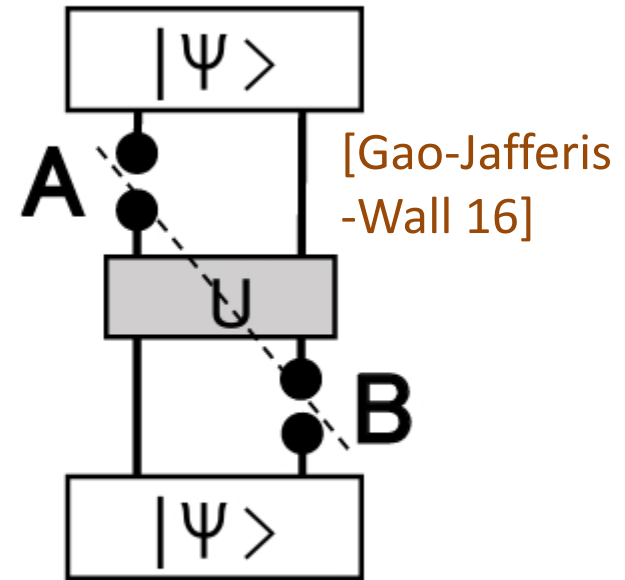 |Ψ>
A
[Gao-Jafferis
-Wall 16]
U
B
|Ψ>